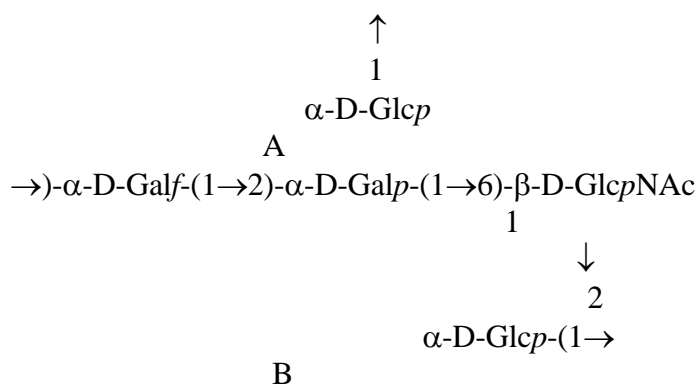 ↑
1
α-D-Glcp
A
→)-α-D-Galf-(1→2)-α-D-Galp-(1→6)-β-D-GlcpNAc
1
↓
2
α-D-Glcp-(1→
B